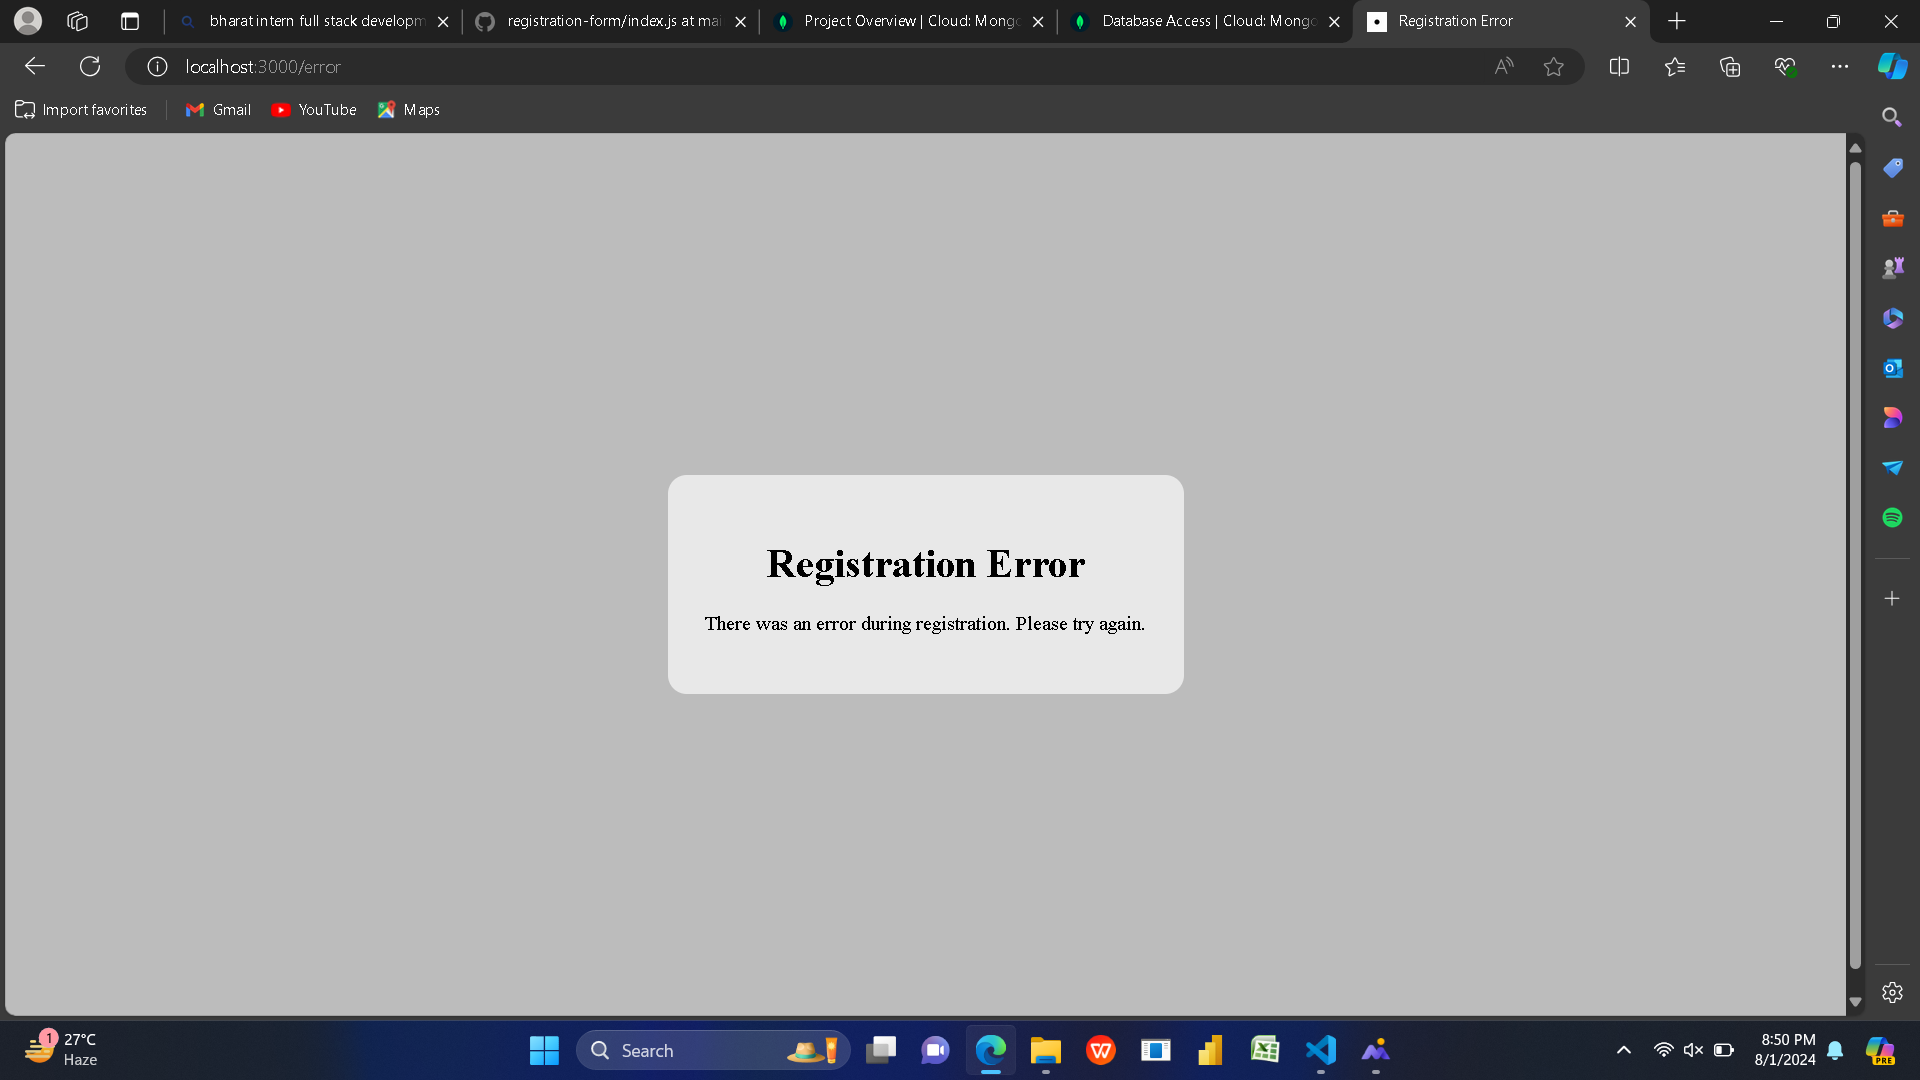 bharat intern full stack developm
registration-form/index.js at mai
Project Overview | Cloud: Mongo
Database Access | Cloud: Mongo
Registration Error
localhost:3000/error
Import favorites
Gmail
YouTube
Maps
Registration Error
There was an error during registration. Please try again.
1
27°C
Haze
Search
8:50 PM
8/1/2024
PRE